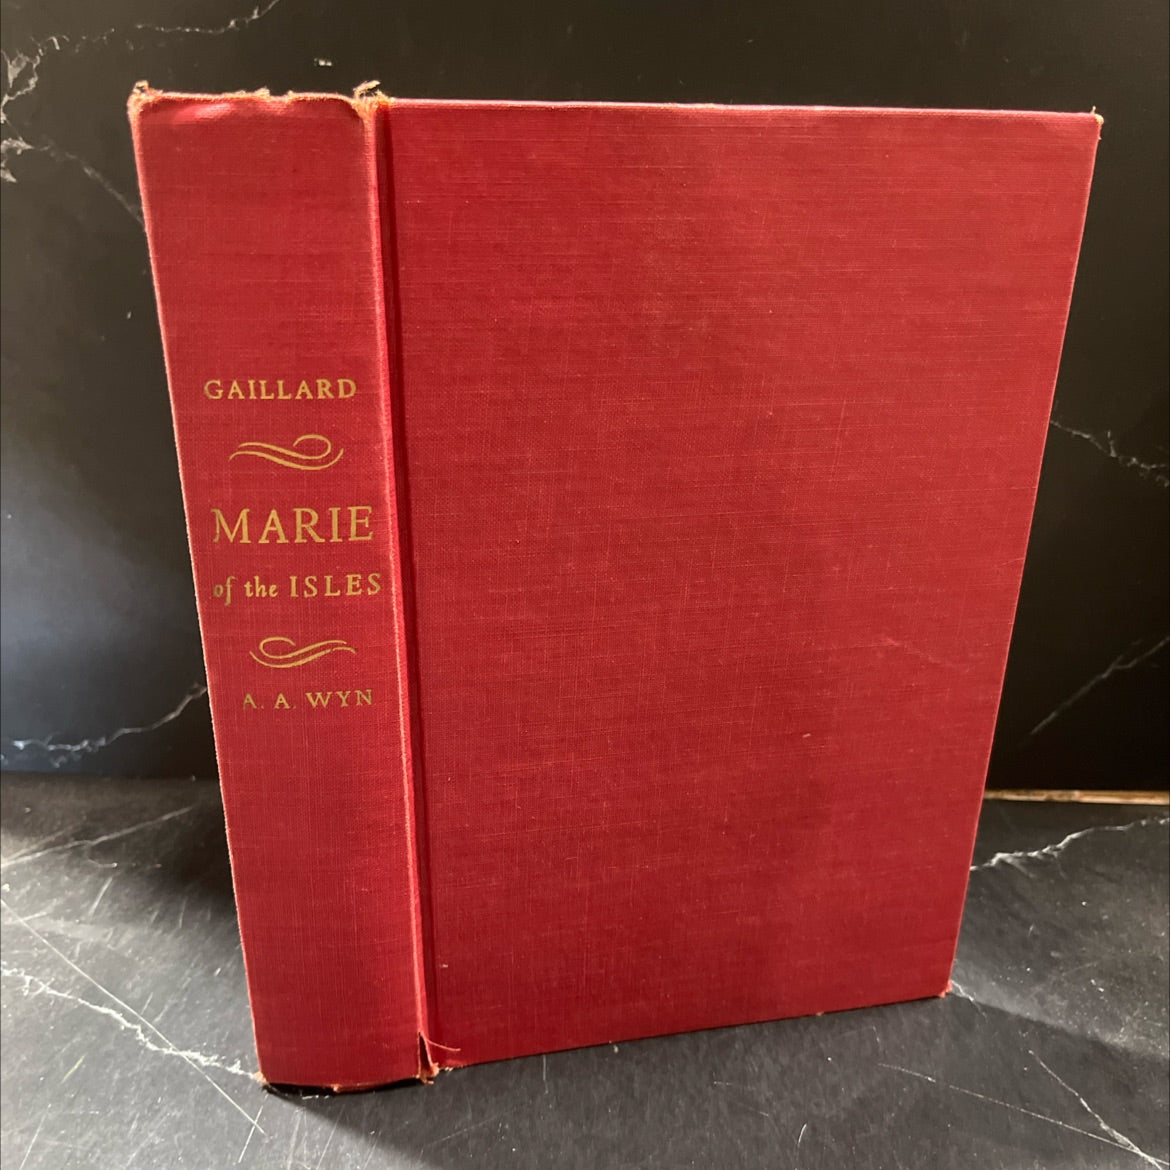 GAILLARD
MARIE
of the ISLES
A. A. WYN